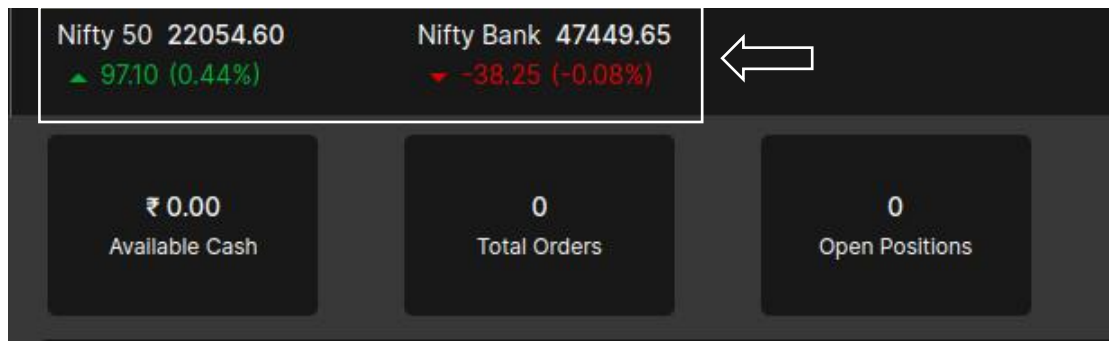 Nifty 50 22054.60 Nifty Bank 47449.65
▲ 97.10 (0.44%) ▼ -38.25 (-0.08%)
₹ 0.00
Available Cash
0
Total Orders
0
Open Positions